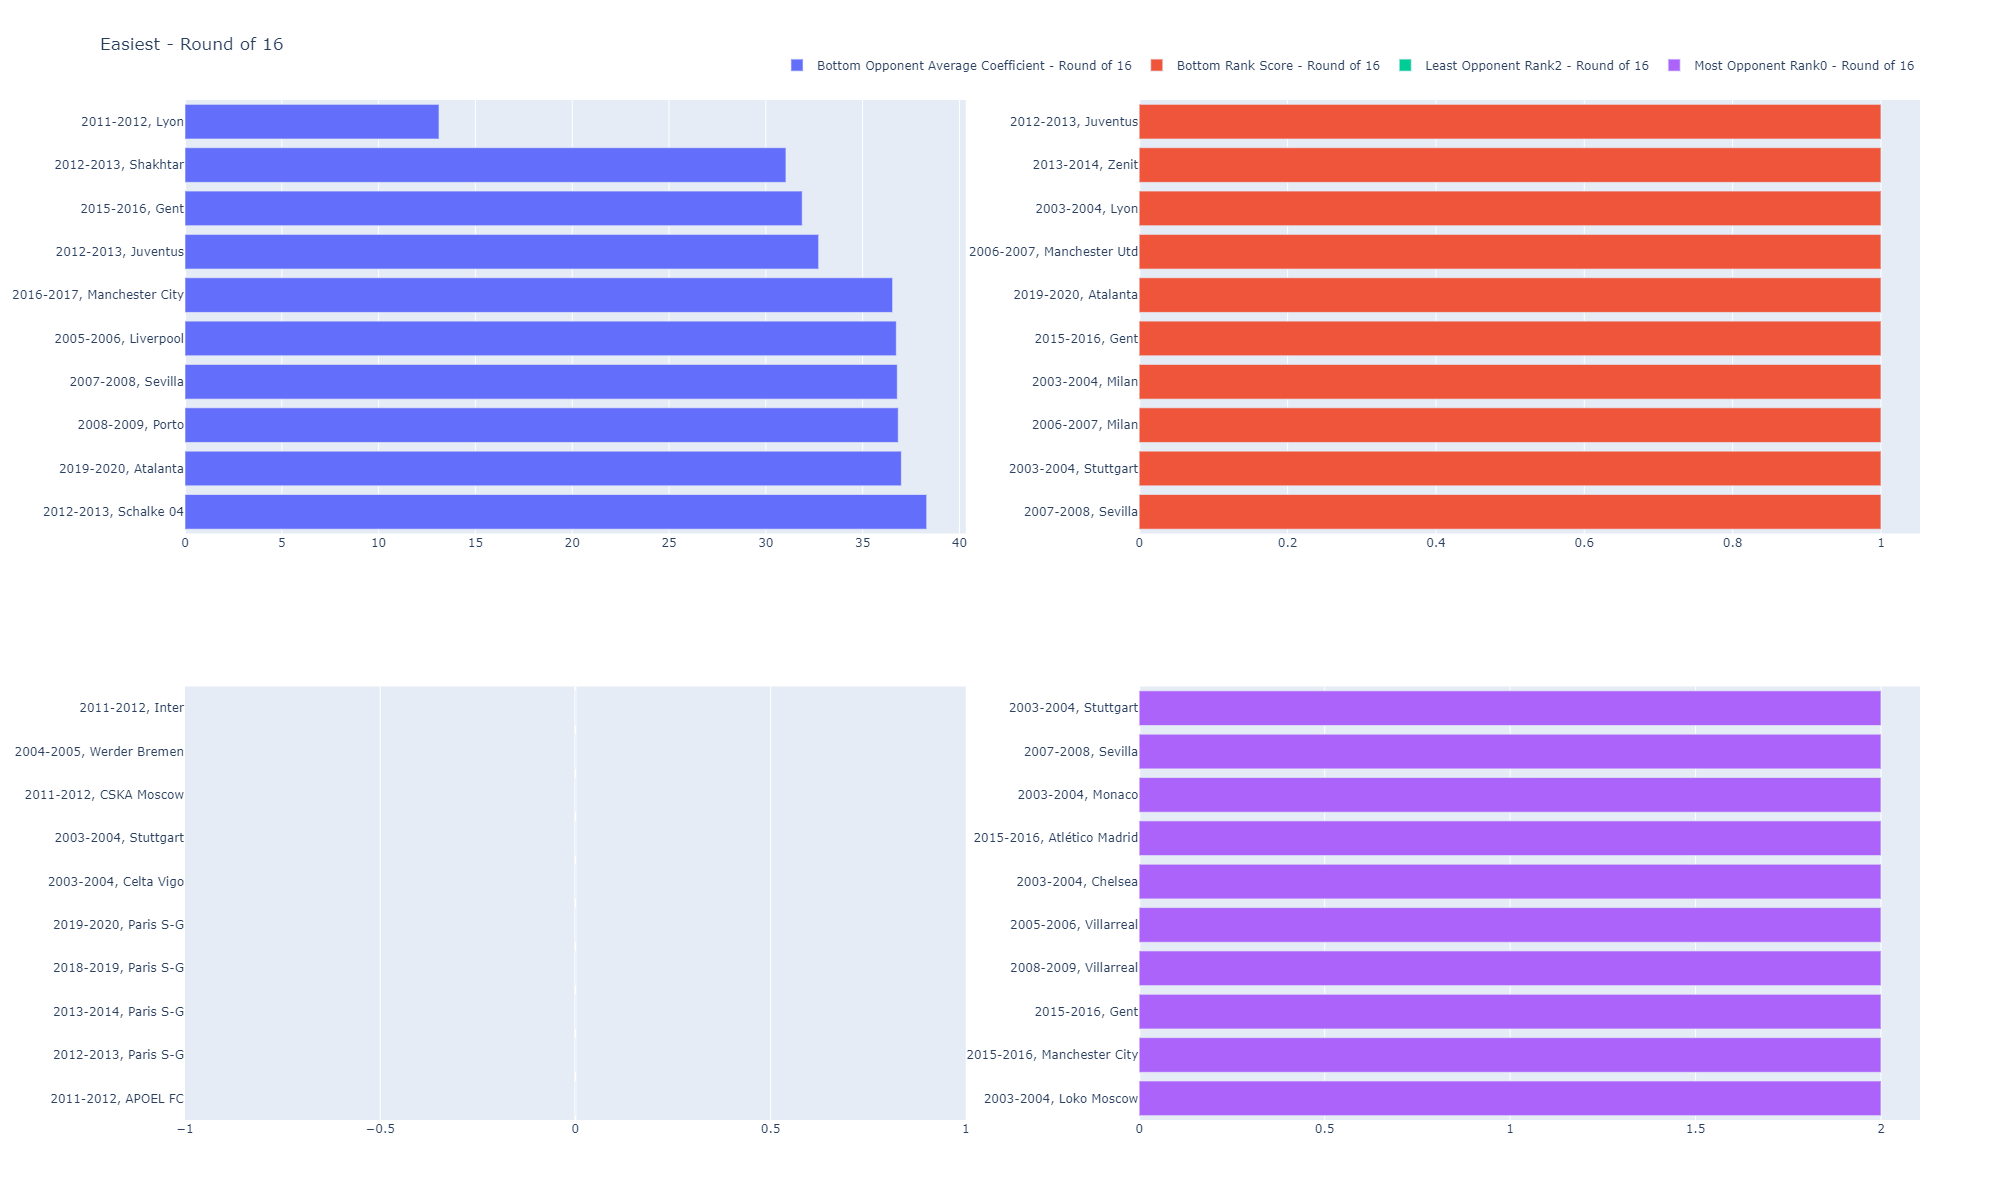 Easiest - Round of 16
Bottom Opponent Average Coefficient - Round of 16
Bottom Rank Score - Round of 16
Least Opponent Rank2 - Round of 16
Most Opponent Rank0 - Round of 16
2011-2012, Lyon
2012-2013, Shakhtar
2015-2016, Gent
2012-2013, Juventus
2016-2017, Manchester City
2005-2006, Liverpool
2007-2008, Sevilla
2008-2009, Porto
2019-2020, Atalanta
2012-2013, Schalke 04
0 5 10 15 20 25 30 35 40
2012-2013, Juventus
2013-2014, Zenit
2003-2004, Lyon
2006-2007, Manchester Utd
2019-2020, Atalanta
2015-2016, Gent
2003-2004, Milan
2006-2007, Milan
2003-2004, Stuttgart
2007-2008, Sevilla
0 0.2 0.4 0.6 0.8 1
2011-2012, Inter
2004-2005, Werder Bremen
2011-2012, CSKA Moscow
2003-2004, Stuttgart
2003-2004, Celta Vigo
2019-2020, Paris S-G
2018-2019, Paris S-G
2013-2014, Paris S-G
2012-2013, Paris S-G
2011-2012, APOEL FC
−1 −0.5 0 0.5 1
2003-2004, Stuttgart
2007-2008, Sevilla
2003-2004, Monaco
2015-2016, Atlético Madrid
2003-2004, Chelsea
2005-2006, Villarreal
2008-2009, Villarreal
2015-2016, Gent
2015-2016, Manchester City
2003-2004, Loko Moscow
0 0.5 1 1.5 2